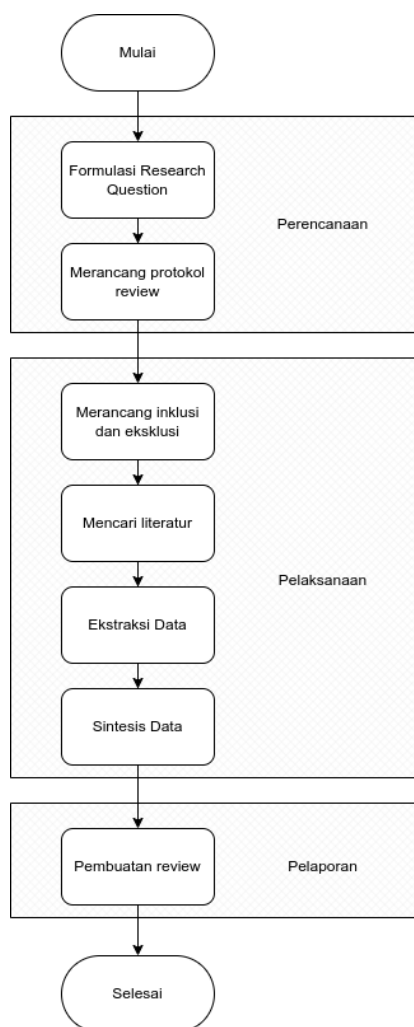 Mulai
Formulasi Research
Question
Perencanaan
Merancang protokol
review
Merancang inklusi
dan eksklusi
Mencari literatur
Pelaksanaan
Ekstraksi Data
Sintesis Data
Pembuatan review
Pelaporan
Selesai